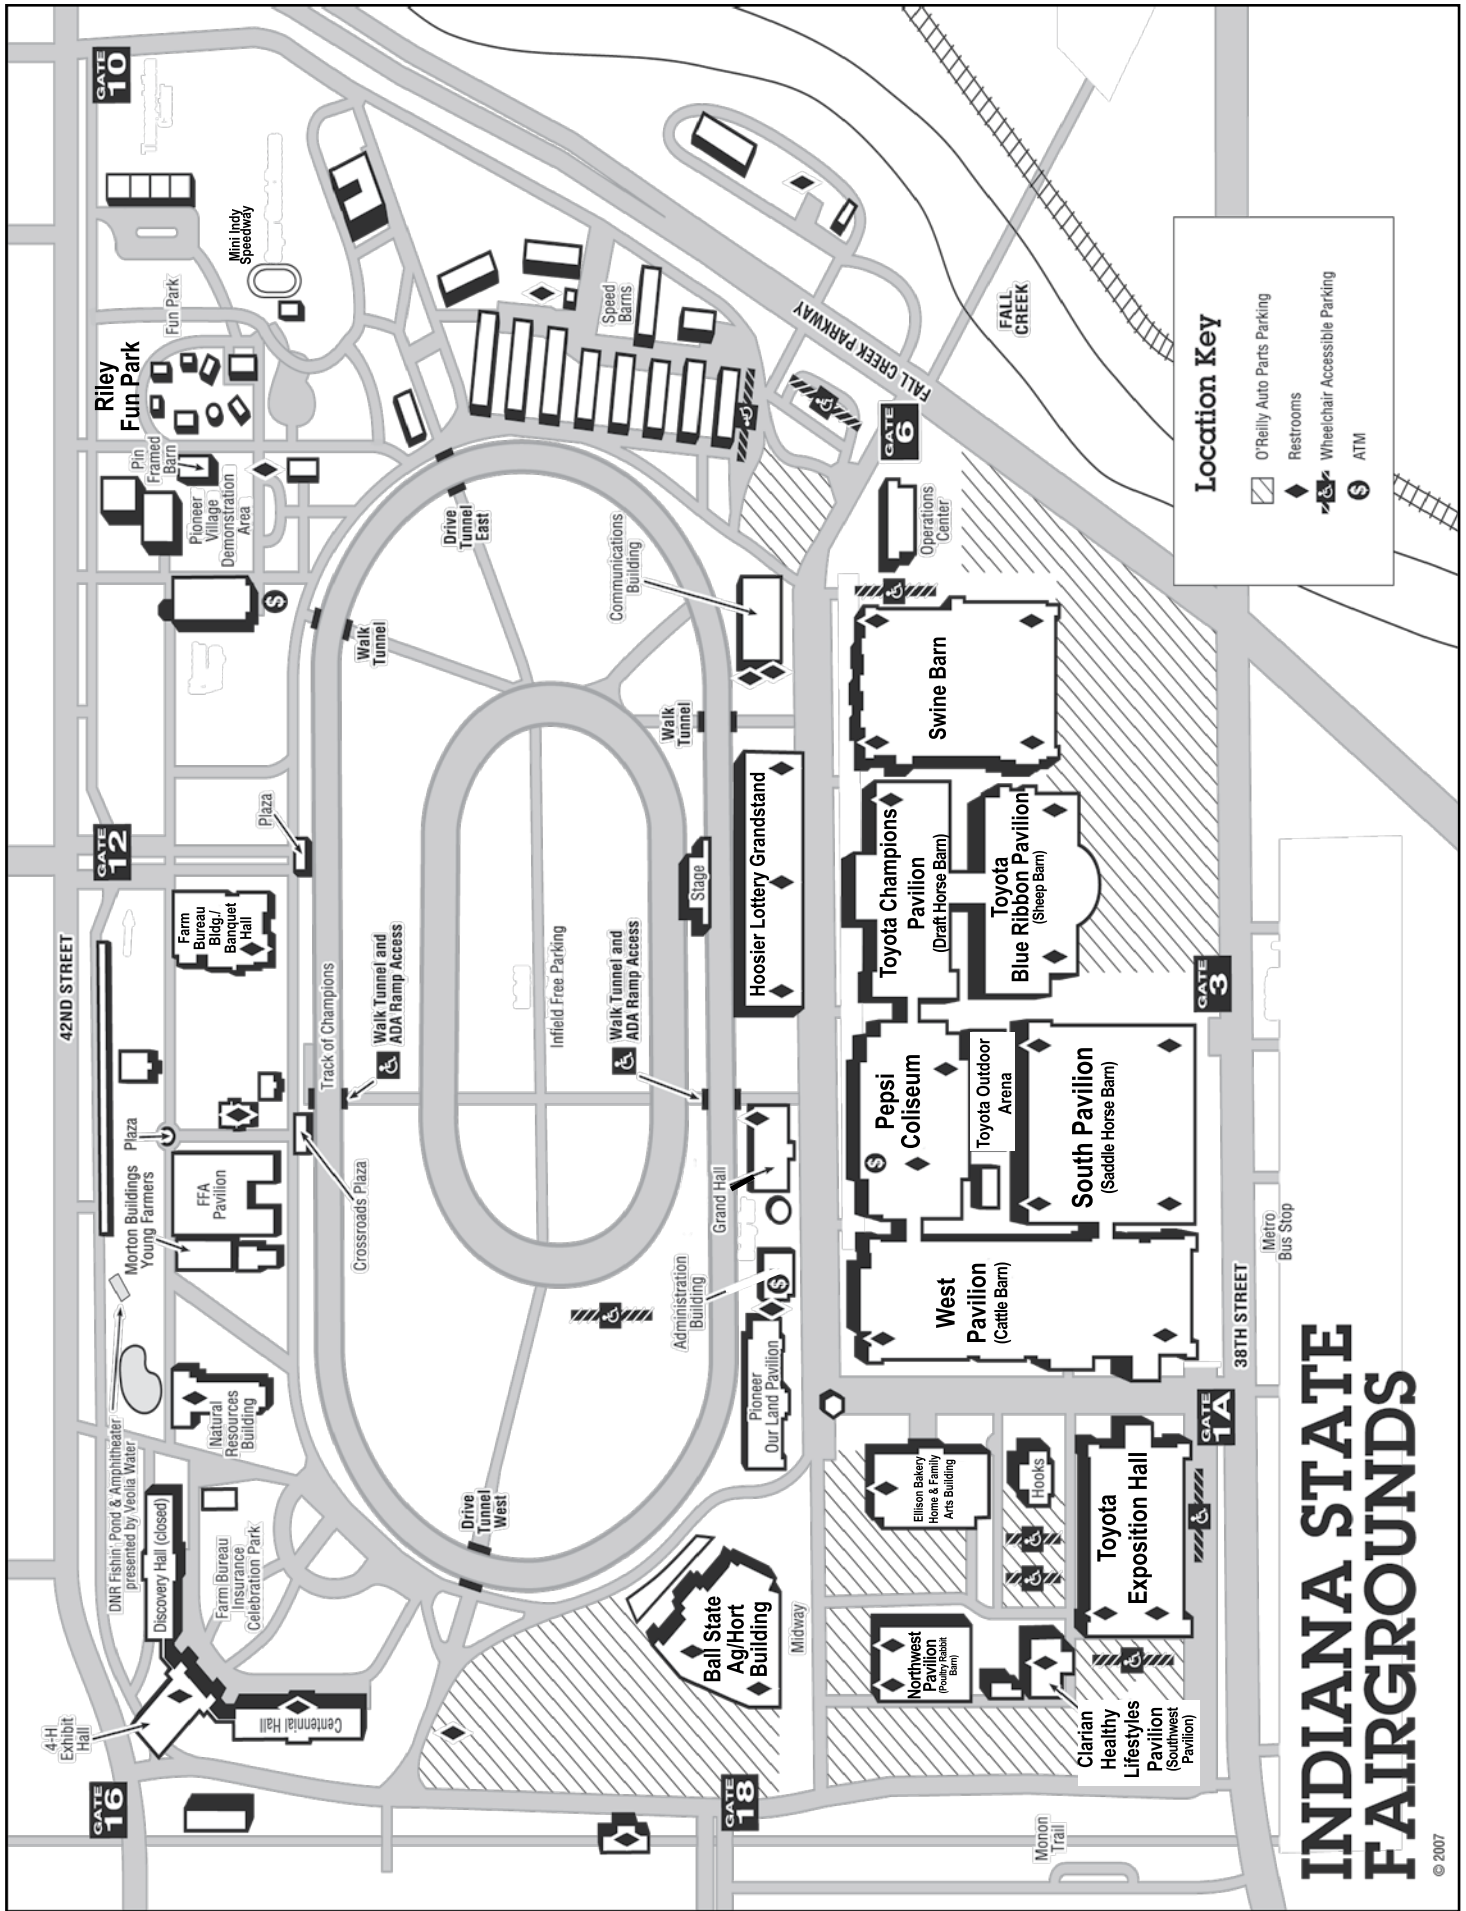 INDIANA STATE
FAIRGROUNDS
© 2007
Location Key
O'Reilly Auto Parts Parking
Restrooms
Wheelchair Accessible Parking
$ ATM
GATE
16
GATE
12
GATE
10
42ND STREET
4-H
Exhibit
Hall
Discovery Hall (closed)
DNR Fishin' Pond & Amphitheater
presented by Veolia Water
Centennial Hall
Farm Bureau
Insurance
Celebration Park
Natural
Resources
Building
Morton Buildings
Young Farmers
Plaza
FFA
Pavilion
Crossroads Plaza
Farm
Bureau
Bldg./
Banquet
Hall
Plaza
$
Pioneer
Village
Demonstration
Area
Pin
Framed
Barn
Riley
Fun Park
Fun Park
Mini Indy
Speedway
Track of Champions
Walk Tunnel and
ADA Ramp Access
Walk
Tunnel
Drive
Tunnel
East
Drive
Tunnel
West
Infield Free Parking
Walk Tunnel and
ADA Ramp Access
Stage
Walk
Tunnel
Communications
Building
Speed
Barns
FALL CREEK PARKWAY
FALL
CREEK
GATE
18
Ball State
Ag/Hort
Building
Midway
Pioneer
Our Land Pavilion
Administration
Building
$
Grand Hall
Hoosier Lottery Grandstand
GATE
6
Operations
Center
Northwest
Pavilion
(Poultry Rabbit
Barn)
Clarian
Healthy
Lifestyles
Pavilion
(Southwest
Pavilion)
Ellison Bakery
Home & Family
Arts Building
Hooks
Toyota
Exposition Hall
West
Pavilion
(Cattle Barn)
$
Pepsi
Coliseum
Toyota Outdoor
Arena
South Pavilion
(Saddle Horse Barn)
Toyota Champions
Pavilion
(Draft Horse Barn)
Toyota
Blue Ribbon Pavilion
(Sheep Barn)
Swine Barn
GATE
1A
GATE
3
Monon
Trail
38TH STREET
Metro
Bus Stop